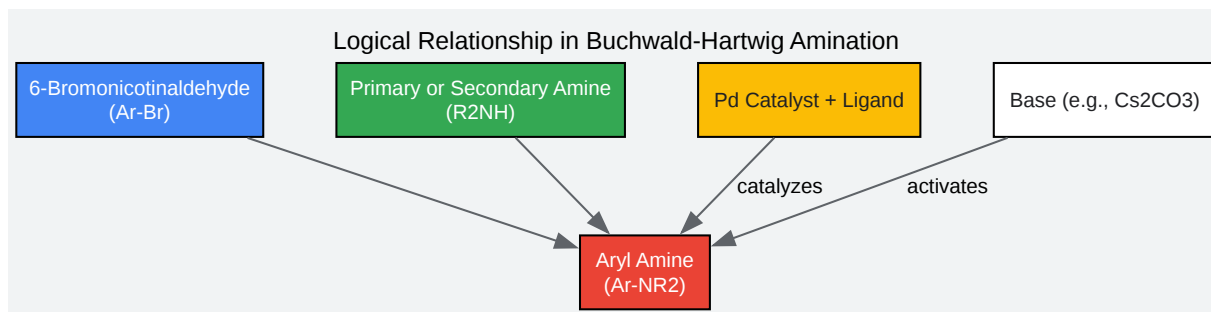 Logical Relationship in Buchwald-Hartwig Amination
6-Bromonicotinaldehyde
(Ar-Br)
Primary or Secondary Amine
(R2NH)
Pd Catalyst + Ligand
Base (e.g., Cs2CO3)
catalyzes
activates
Aryl Amine
(Ar-NR2)